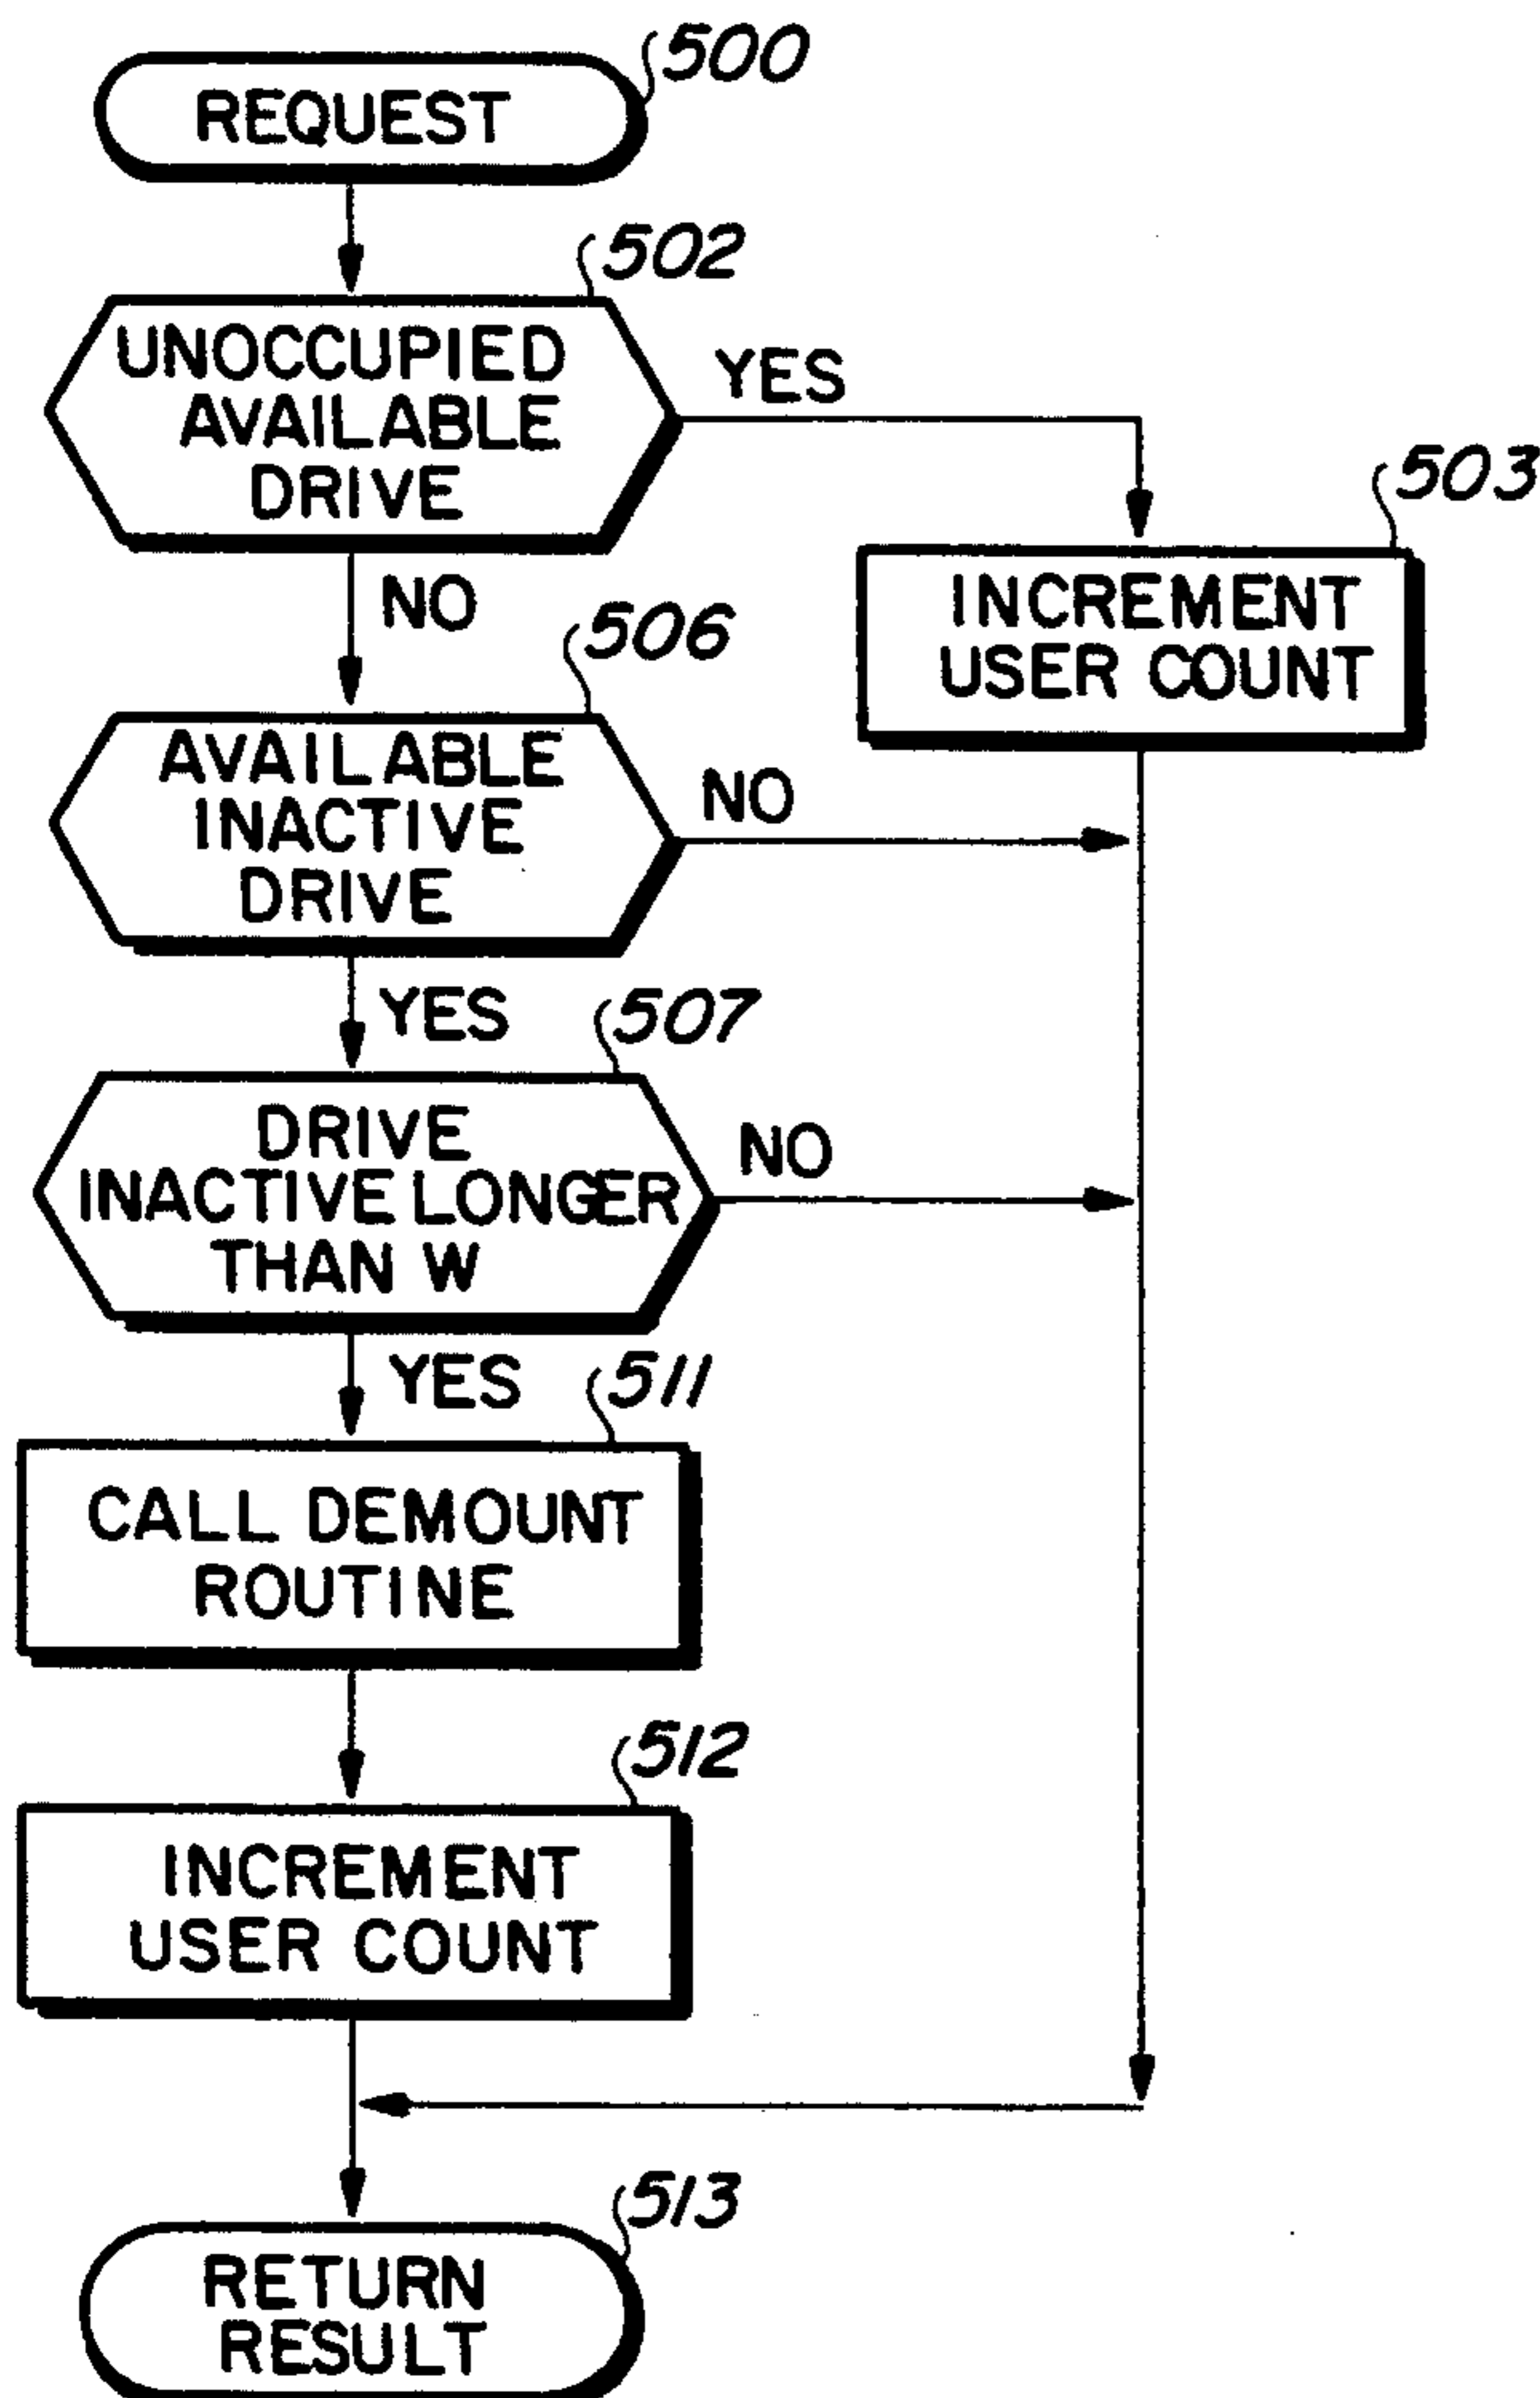 500
REQUEST
502
UNOCCUPIED
AVAILABLE
DRIVE
YES
503
INCREMENT
USER COUNT
NO
506
AVAILABLE
INACTIVE
DRIVE
NO
YES
507
DRIVE
INACTIVE LONGER
THAN W
NO
YES
511
CALL DEMOUNT
ROUTINE
512
INCREMENT
USER COUNT
513
RETURN
RESULT